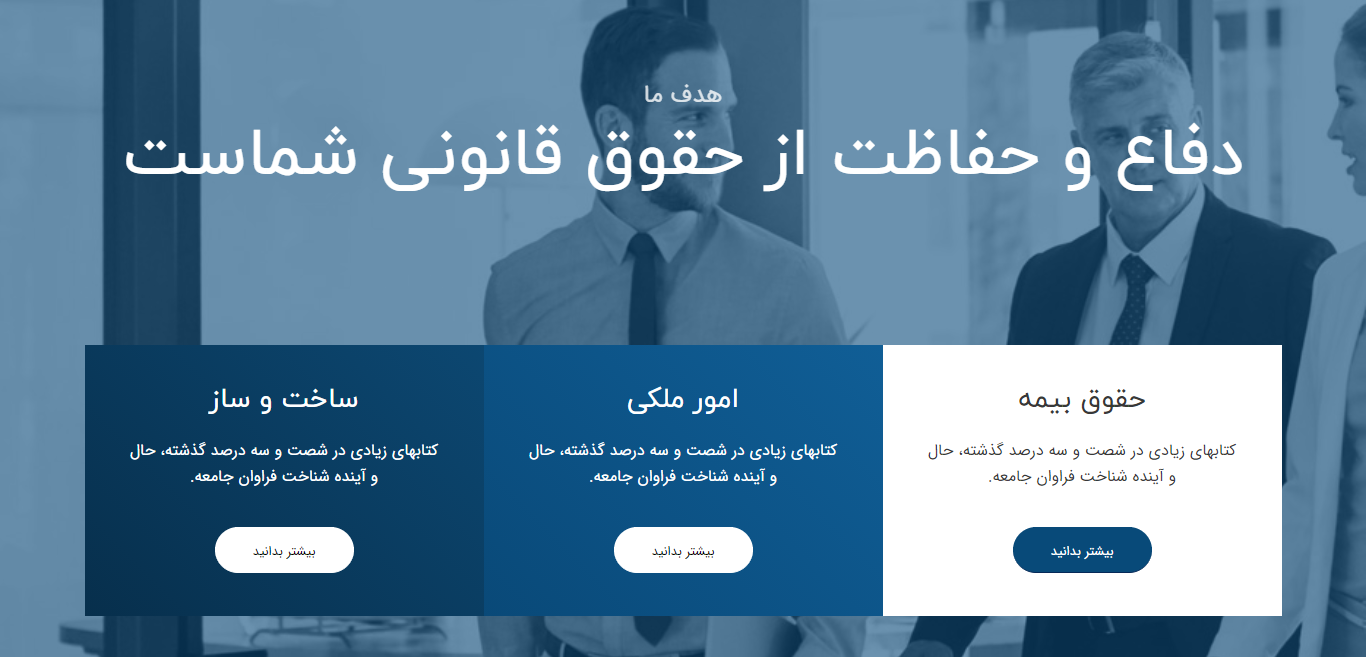 هدف ما
دفاع و حفاظت از حقوق قانونی شماست
حقوق بیمه
کتابهای زیادی در شصت و سه درصد گذشته، حال
و آینده شناخت فراوان جامعه.
بیشتر بدانید
امور ملکی
کتابهای زیادی در شصت و سه درصد گذشته، حال
و آینده شناخت فراوان جامعه.
بیشتر بدانید
ساخت و ساز
کتابهای زیادی در شصت و سه درصد گذشته، حال
و آینده شناخت فراوان جامعه.
بیشتر بدانید